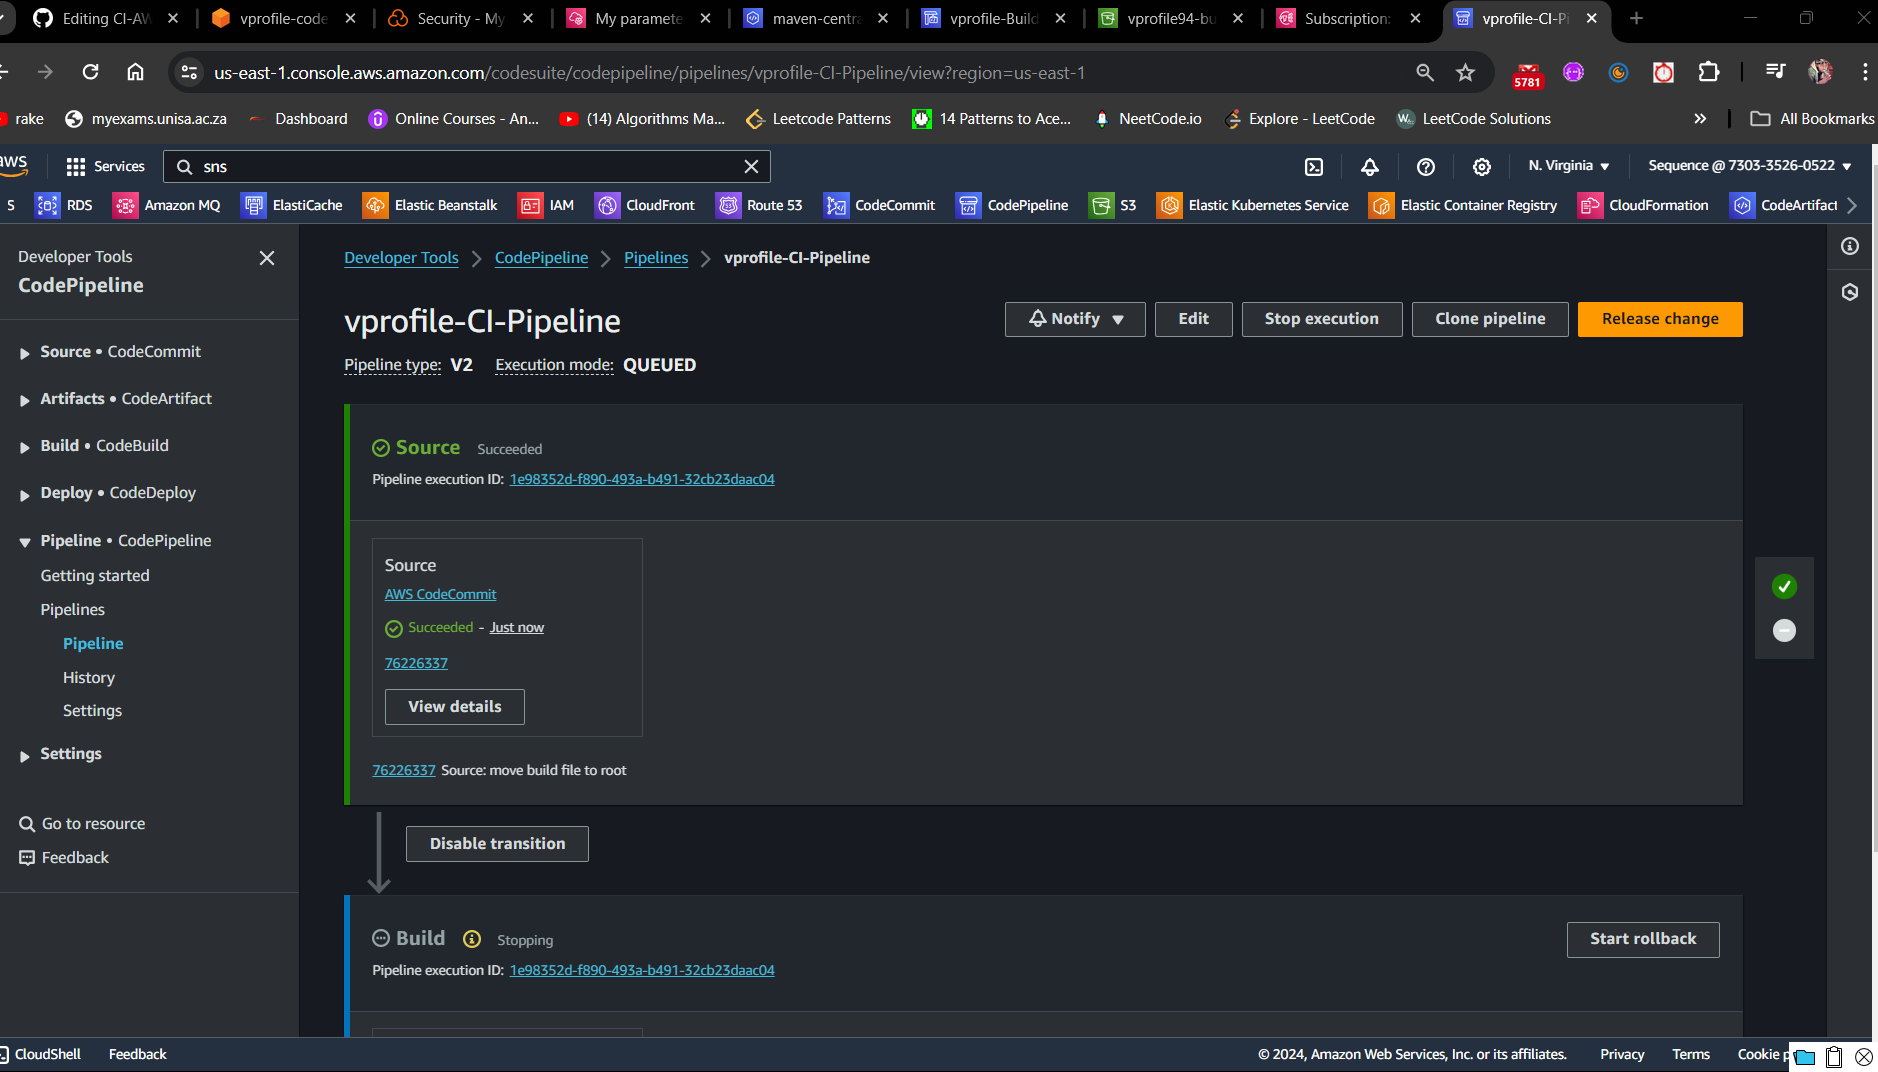 Editing CI-AW
vprofile-code
Security - My
My paramete
maven-centra
vprofile-Build
vprofile94-bu
Subscription:
vprofile-CI-Pi
us-east-1.console.aws.amazon.com/codesuite/codepipeline/pipelines/vprofile-CI-Pipeline/view?region=us-east-1
5781
rake
myexams.unisa.ac.za
Dashboard
Online Courses - An...
(14) Algorithms Ma...
Leetcode Patterns
14 Patterns to Ace...
NeetCode.io
Explore - LeetCode
LeetCode Solutions
All Bookmarks
aws
Services
sns
N. Virginia
Sequence @ 7303-3526-0522
S
RDS
Amazon MQ
ElastiCache
Elastic Beanstalk
IAM
CloudFront
Route 53
CodeCommit
CodePipeline
S3
Elastic Kubernetes Service
Elastic Container Registry
CloudFormation
CodeArtifact
Developer Tools
CodePipeline
Source • CodeCommit
Artifacts • CodeArtifact
Build • CodeBuild
Deploy • CodeDeploy
Pipeline • CodePipeline
Getting started
Pipelines
Pipeline
History
Settings
Settings
Go to resource
Feedback
Developer Tools
CodePipeline
Pipelines
vprofile-CI-Pipeline
vprofile-CI-Pipeline
Notify
Edit
Stop execution
Clone pipeline
Release change
Pipeline type: V2 Execution mode: QUEUED
Source Succeeded
Pipeline execution ID: 1e98352d-f890-493a-b491-32cb23daac04
Source
AWS CodeCommit
Succeeded - Just now
76226337
View details
76226337 Source: move build file to root
Disable transition
Build Stopping
Start rollback
Pipeline execution ID: 1e98352d-f890-493a-b491-32cb23daac04
CloudShell
Feedback
© 2024, Amazon Web Services, Inc. or its affiliates.
Privacy
Terms
Cookie p